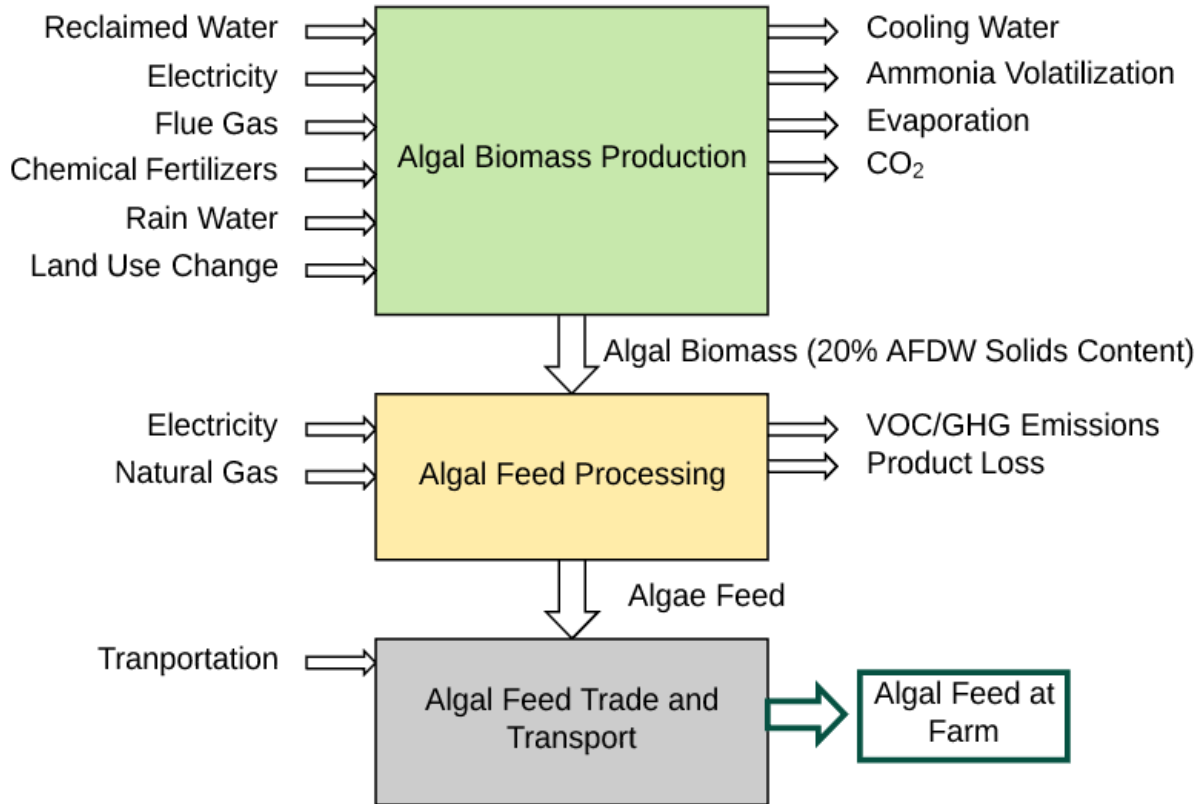 Reclaimed Water
Electricity
Flue Gas
Chemical Fertilizers
Rain Water
Land Use Change
Algal Biomass Production
Cooling Water
Ammonia Volatilization
Evaporation
CO₂
Algal Biomass (20% AFDW Solids Content)
Electricity
Natural Gas
Algal Feed Processing
VOC/GHG Emissions
Product Loss
Algae Feed
Tranportation
Algal Feed Trade and
Transport
Algal Feed at
Farm